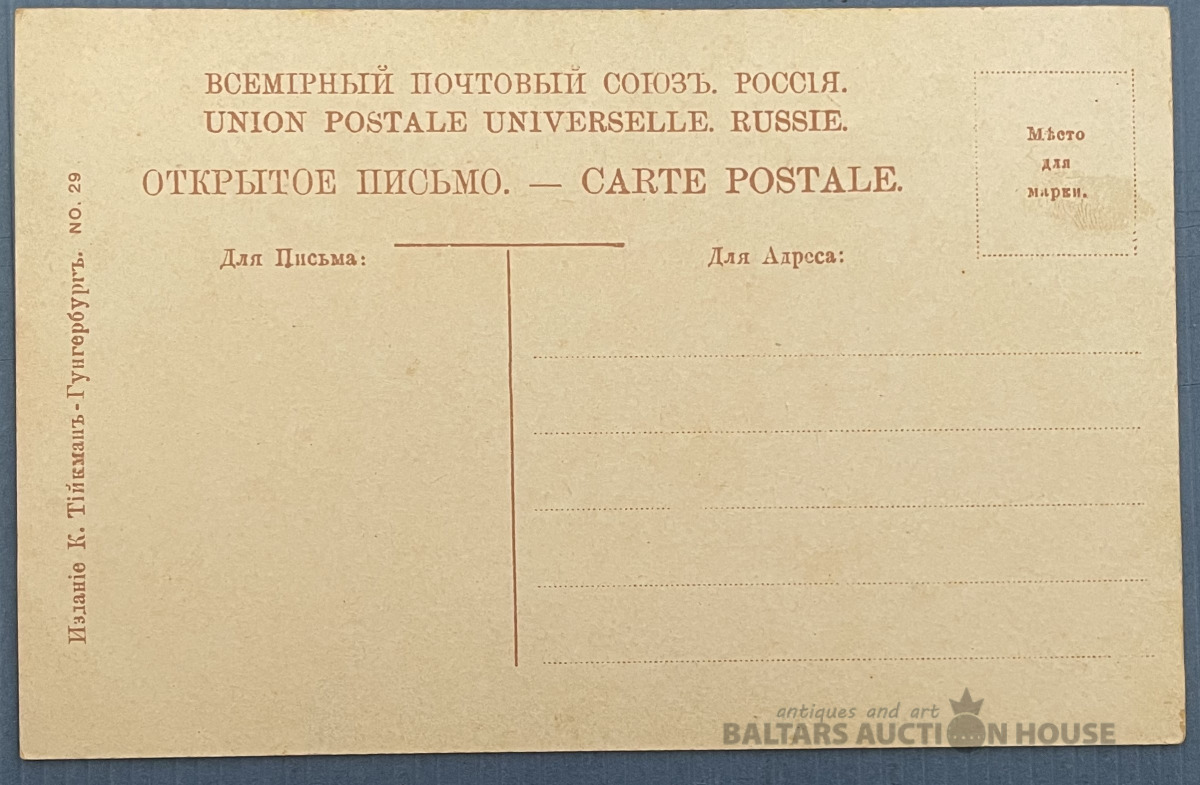 ВСЕМІРНЫЙ ПОЧТОВЫЙ СОЮЗЪ. РОССІЯ.
UNION POSTALE UNIVERSELLE. RUSSIE.
ОТКРЫТОЕ ПИСЬМО. — CARTE POSTALE.
Мѣсто
для
марки.
Для Письма:
Для Адреса:
Изданіе К. Тійкманъ-Гунгербургъ. NO. 29
antiques and art
BALTARS AUCTION HOUSE